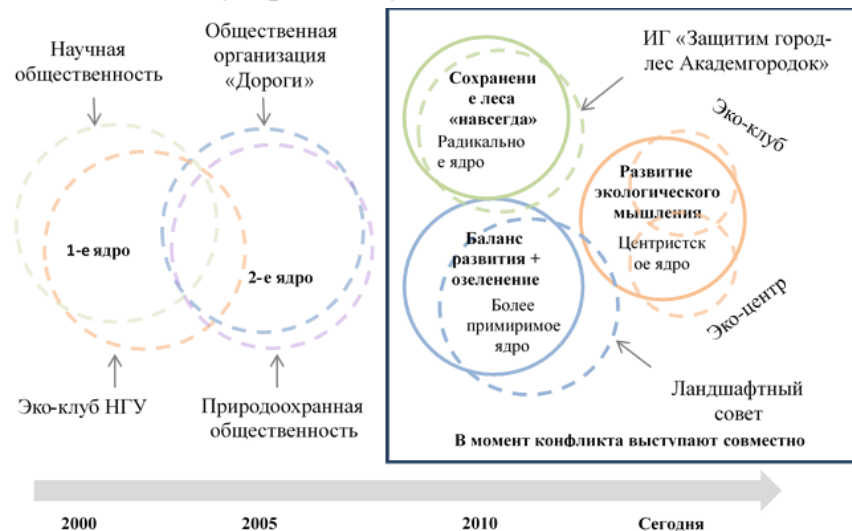 Научная
общественность
Общественная
организация
«Дороги»
1-е ядро
2-е ядро
Эко-клуб НГУ
Природоохранная
общественность
Сохранени
е леса
«навсегда»
Радикально
е ядро
ИГ «Защитим город-
лес Академгородок»
Эко-клуб
Развитие
экологического
мышления
Центристск
ое ядро
Эко-центр
Баланс
развития +
озеленение
Более
примиримое
ядро
Ландшафтный
совет
В момент конфликта выступают совместно
2000
2005
2010
Сегодня